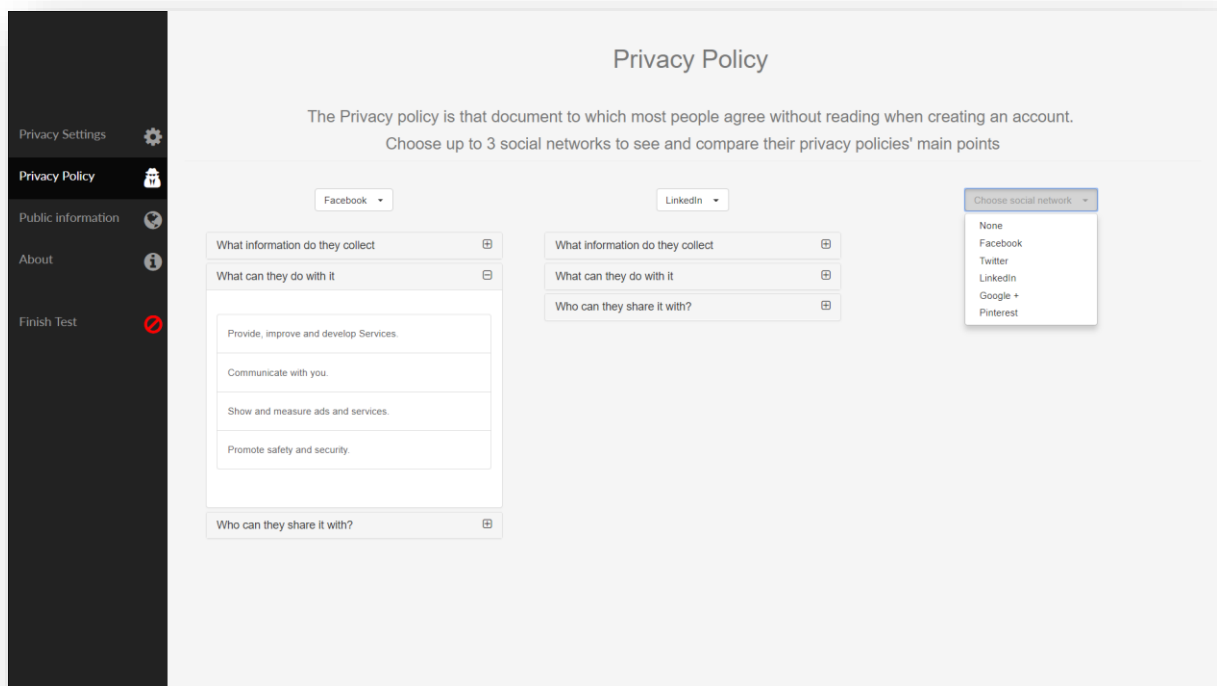 Privacy Policy
The Privacy policy is that document to which most people agree without reading when creating an account.
Choose up to 3 social networks to see and compare their privacy policies' main points
Privacy Settings
Privacy Policy
Public information
About
Finish Test
Facebook
What information do they collect
What can they do with it
Provide, improve and develop Services.
Communicate with you.
Show and measure ads and services.
Promote safety and security.
Who can they share it with?
LinkedIn
What information do they collect
What can they do with it
Who can they share it with?
Choose social network
None
Facebook
Twitter
LinkedIn
Google +
Pinterest